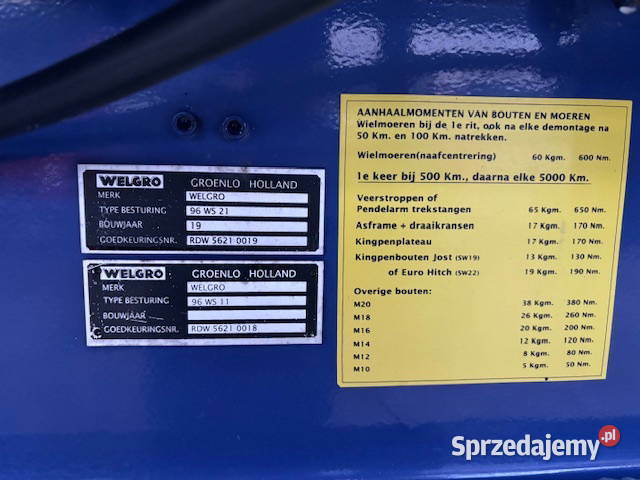 WELGRO GROENLO HOLLAND
MERK WELGRO
TYPE BESTURING 96 WS 21
BOUWJAAR 19
GOEDKEURINGSNR. RDW 5621 0019
WELGRO GROENLO HOLLAND
MERK WELGRO
TYPE BESTURING 96 WS 11
BOUWJAAR
GOEDKEURINGSNR. RDW 5621 0018
AANHAALMOMENTEN VAN BOUTEN EN MOEREN
Wielmoeren bij de 1e rit, ook na elke demontage na
50 Km. en 100 Km. natrekken.
Wielmoeren(naafcentrering) 60 Kgm. 600 Nm.
1e keer bij 500 Km., daarna elke 5000 Km.
Veerstroppen of
Pendelarm trekstangen 65 Kgm. 650 Nm.
Asframe + draaikransen 17 Kgm. 170 Nm.
Kingpenplateau 17 Kgm. 170 Nm.
Kingpenbouten Jost (SW19) 13 Kgm. 130 Nm.
of Euro Hitch (SW22) 19 Kgm. 190 Nm.
Overige bouten:
M20 38 Kgm. 380 Nm.
M18 26 Kgm. 260 Nm.
M16 20 Kgm. 200 Nm.
M14 12 Kgm. 120 Nm.
M12 8 Kgm. 80 Nm.
M10 5 Kgm. 50 Nm.
Sprzedajemy.pl